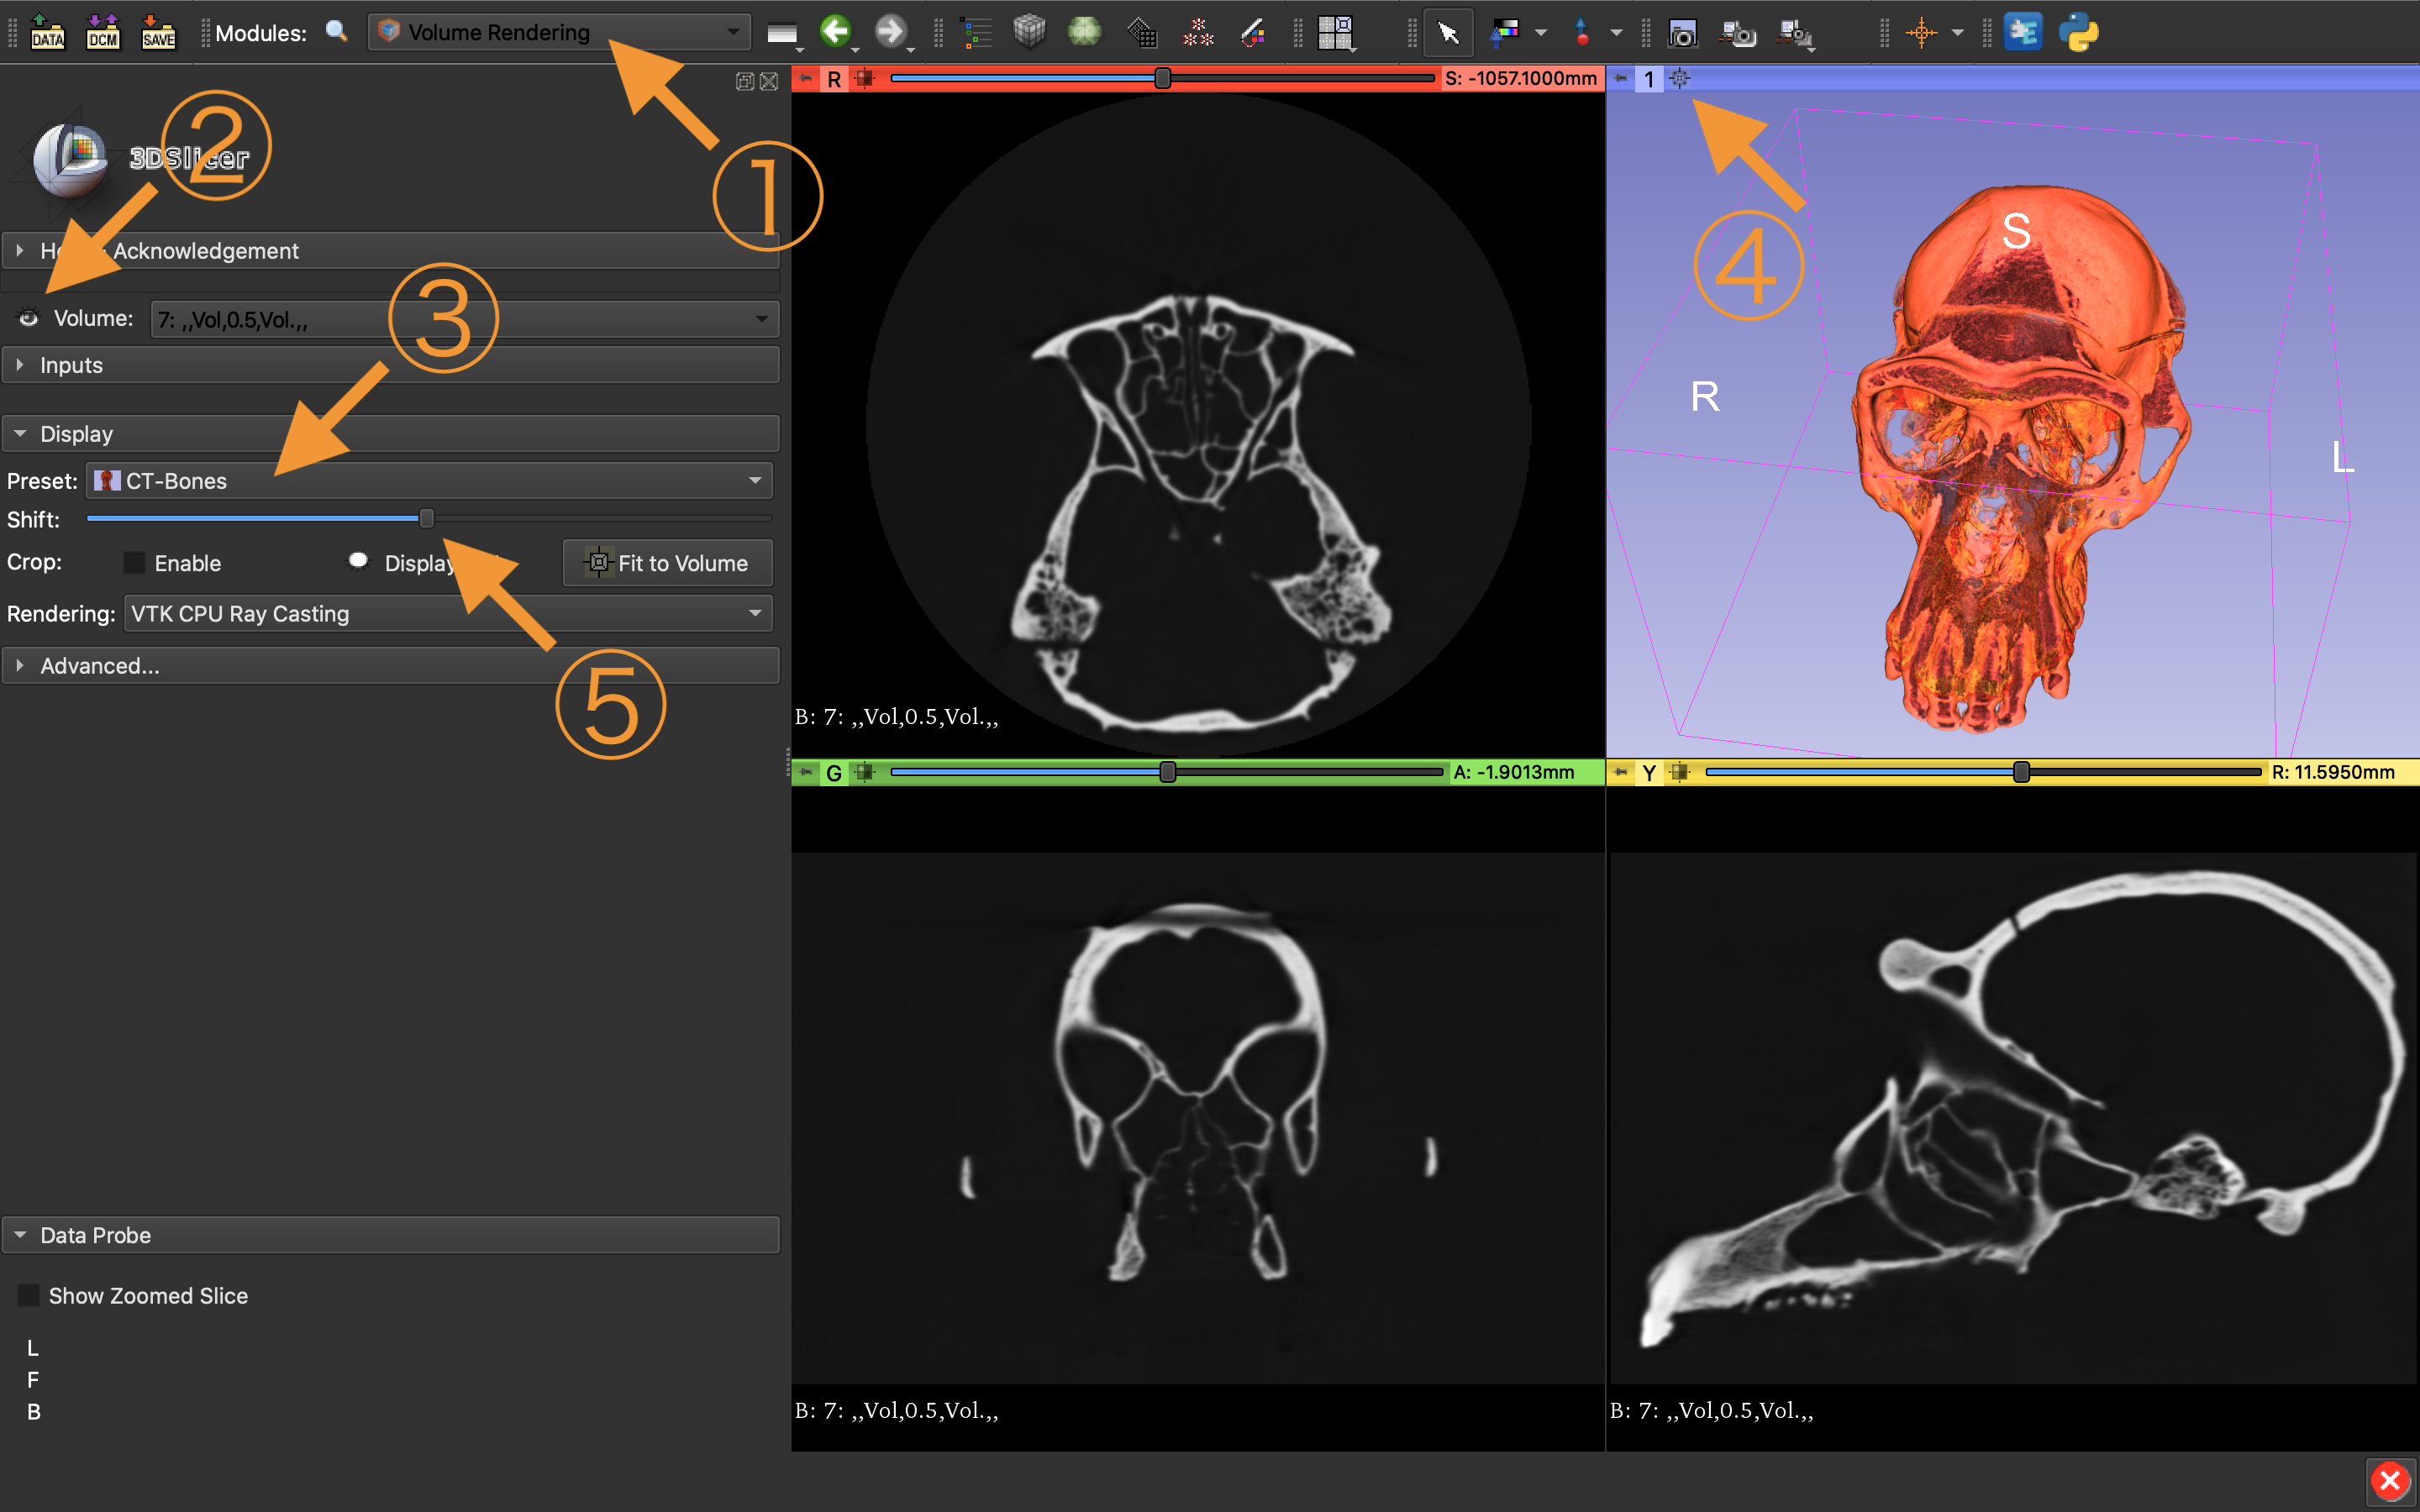 DATA DCM SAVE Modules: Volume Rendering
①
②
3DSlicer
Acknowledgement
Volume: 7: ,,Vol,0.5,Vol.,,
③
Inputs
Display
Preset: CT-Bones
Shift:
Crop: Enable Display Fit to Volume
Rendering: VTK CPU Ray Casting
Advanced...
⑤
Data Probe
Show Zoomed Slice
L
F
B
R S: -1057.1000mm
B: 7: ,,Vol,0.5,Vol.,,
1
④
S
R
L
G A: -1.9013mm
B: 7: ,,Vol,0.5,Vol.,,
Y R: 11.5950mm
B: 7: ,,Vol,0.5,Vol.,,